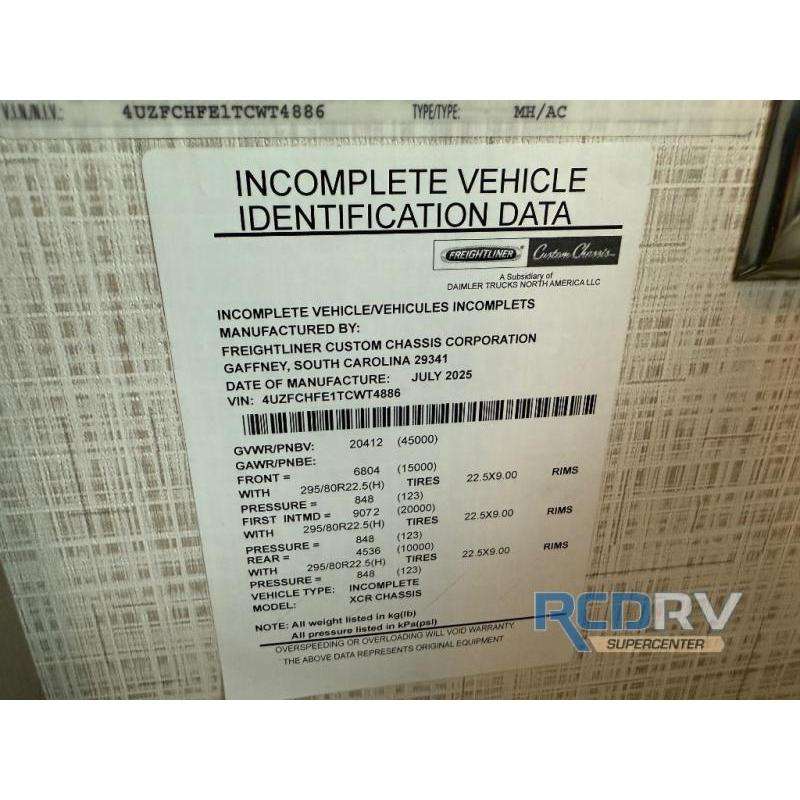 V.I.N./N.I.V.: 4UZFCHFE1TCWT4886 TYPE/TYPE: MH/AC
INCOMPLETE VEHICLE
IDENTIFICATION DATA
FREIGHTLINER Custom Chassis
A Subsidiary of
DAIMLER TRUCKS NORTH AMERICA LLC
INCOMPLETE VEHICLE/VEHICULES INCOMPLETS
MANUFACTURED BY:
FREIGHTLINER CUSTOM CHASSIS CORPORATION
GAFFNEY, SOUTH CAROLINA 29341
DATE OF MANUFACTURE: JULY 2025
VIN: 4UZFCHFE1TCWT4886
GVWR/PNBV: 20412 (45000)
GAWR/PNBE:
FRONT = 6804 (15000)
WITH 295/80R22.5(H) TIRES 22.5X9.00 RIMS
PRESSURE = 848 (123)
FIRST INTMD = 9072 (20000)
WITH 295/80R22.5(H) TIRES 22.5X9.00 RIMS
PRESSURE = 848 (123)
REAR = 4536 (10000)
WITH 295/80R22.5(H) TIRES 22.5X9.00 RIMS
PRESSURE = 848 (123)
VEHICLE TYPE: INCOMPLETE
MODEL: XCR CHASSIS
NOTE: All weight listed in kg(lb)
All pressure listed in kPa(psi)
OVERSPEEDING OR OVERLOADING WILL VOID WARRANTY.
THE ABOVE DATA REPRESENTS ORIGINAL EQUIPMENT
RCDRV
SUPERCENTER